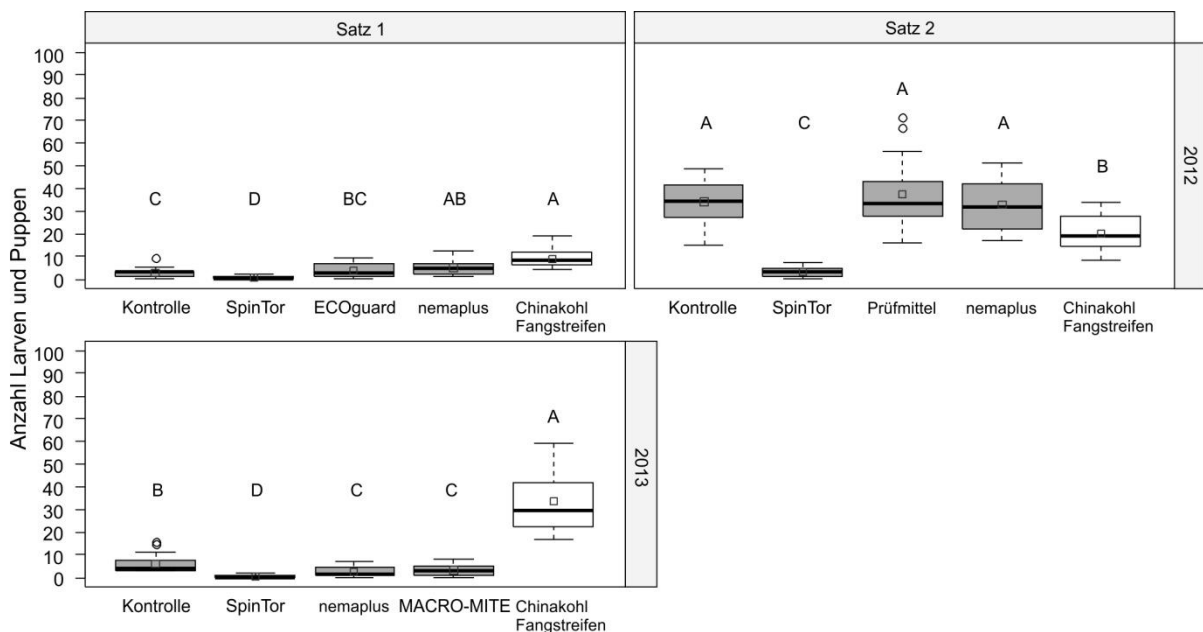 Satz 1
Satz 2
Anzahl Larven und Puppen
100
90
80
70
60
50
40
30
20
10
0
C D BC AB A
Kontrolle SpinTor ECOguard nemaplus Chinakohl
Fangstreifen
A C A A B
Kontrolle SpinTor Prüfmittel nemaplus Chinakohl
Fangstreifen
2012
100
90
80
70
60
50
40
30
20
10
0
B D C C A
Kontrolle SpinTor nemaplus MACRO-MITE Chinakohl
Fangstreifen
2013